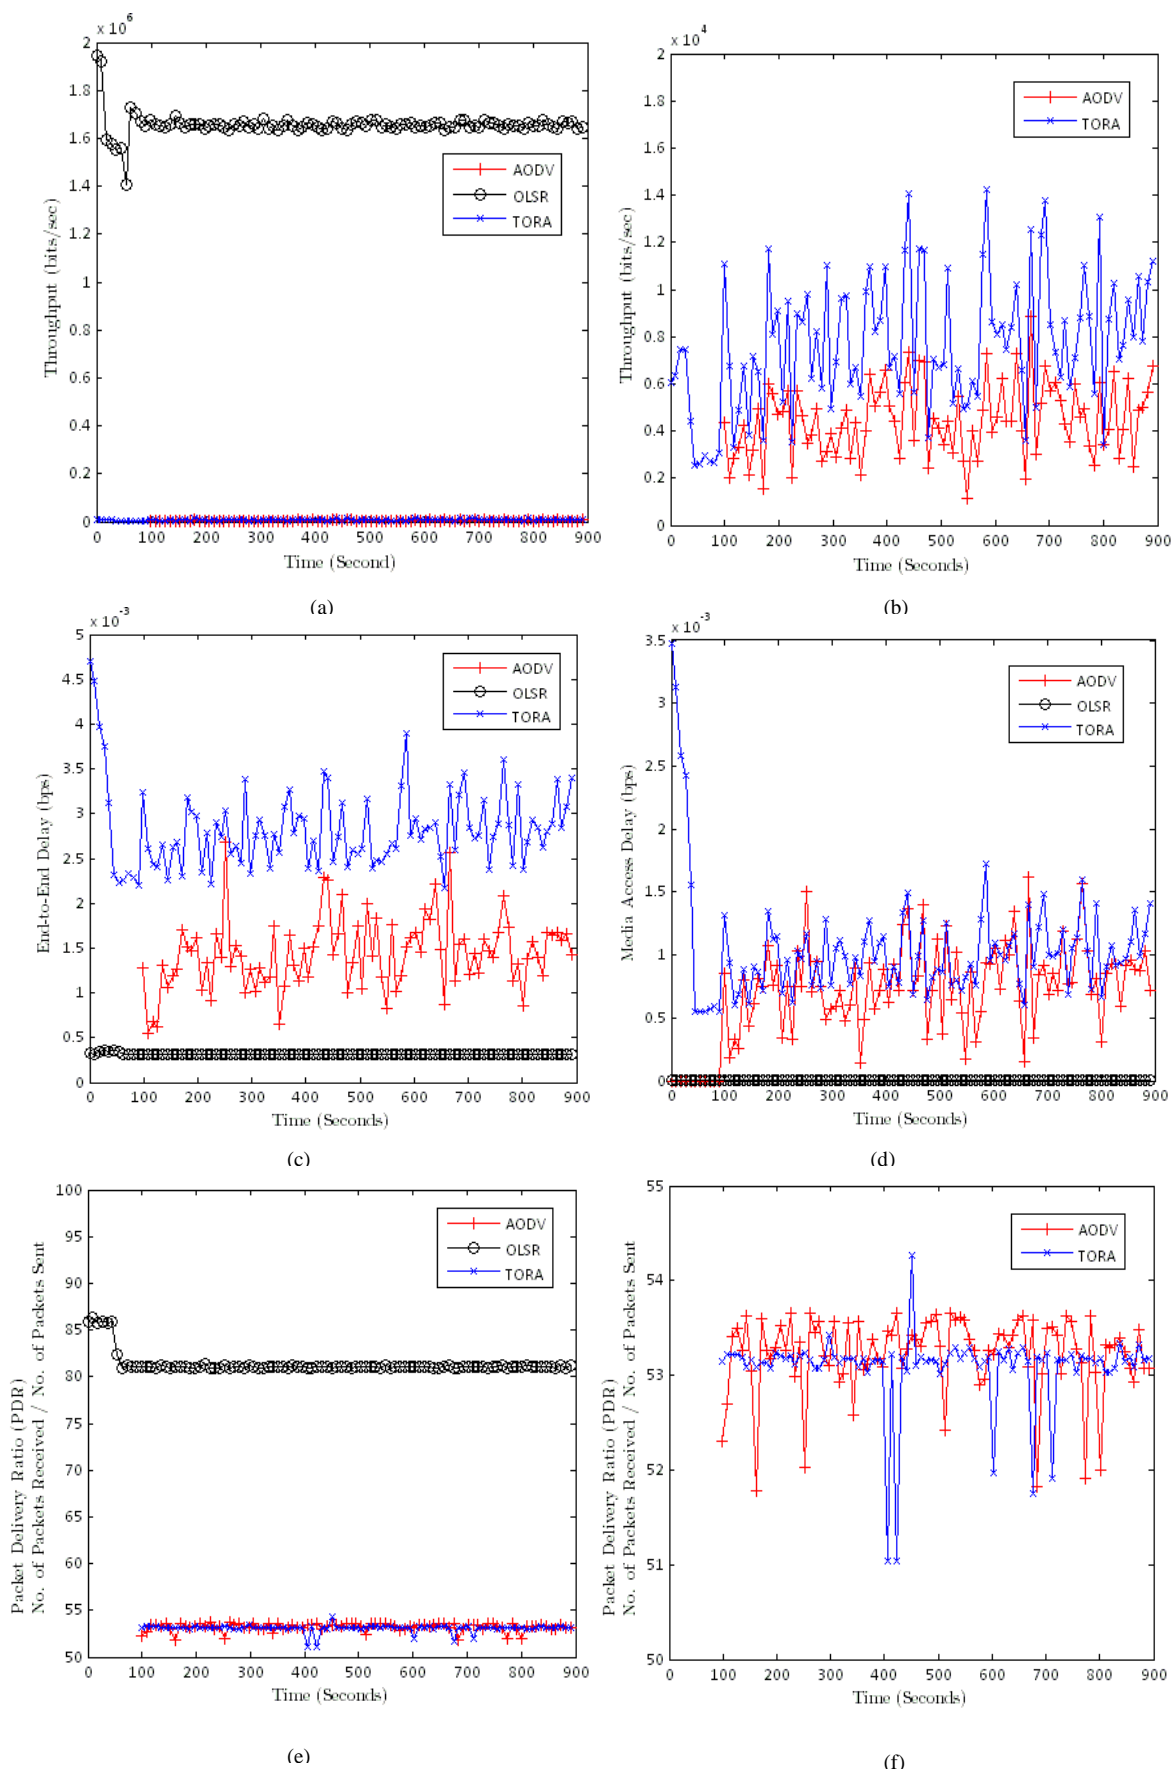 × 10^6
2
1.8
1.6
1.4
1.2
1
0.8
0.6
0.4
0.2
0
Throughput (bits/sec)
AODV
OLSR
TORA
0 100 200 300 400 500 600 700 800 900
Time (Second)
(a)
× 10^4
2
1.8
1.6
1.4
1.2
1
0.8
0.6
0.4
0.2
0
Throughput (bits/sec)
AODV
TORA
0 100 200 300 400 500 600 700 800 900
Time (Seconds)
(b)
× 10^-3
5
4.5
4
3.5
3
2.5
2
1.5
1
0.5
0
End-to-End Delay (bps)
AODV
OLSR
TORA
0 100 200 300 400 500 600 700 800 900
Time (Seconds)
(c)
× 10^-3
3.5
3
2.5
2
1.5
1
0.5
0
Media Access Delay (bps)
AODV
OLSR
TORA
0 100 200 300 400 500 600 700 800 900
Time (Seconds)
(d)
100
95
90
85
80
75
70
65
60
55
50
Packet Delivery Ratio (PDR)
No. of Packets Received / No. of Packets Sent
AODV
OLSR
TORA
0 100 200 300 400 500 600 700 800 900
Time (Seconds)
(e)
55
54
53
52
51
50
Packet Delivery Ratio (PDR)
No. of Packets Received / No. of Packets Sent
AODV
TORA
0 100 200 300 400 500 600 700 800 900
Time (Seconds)
(f)